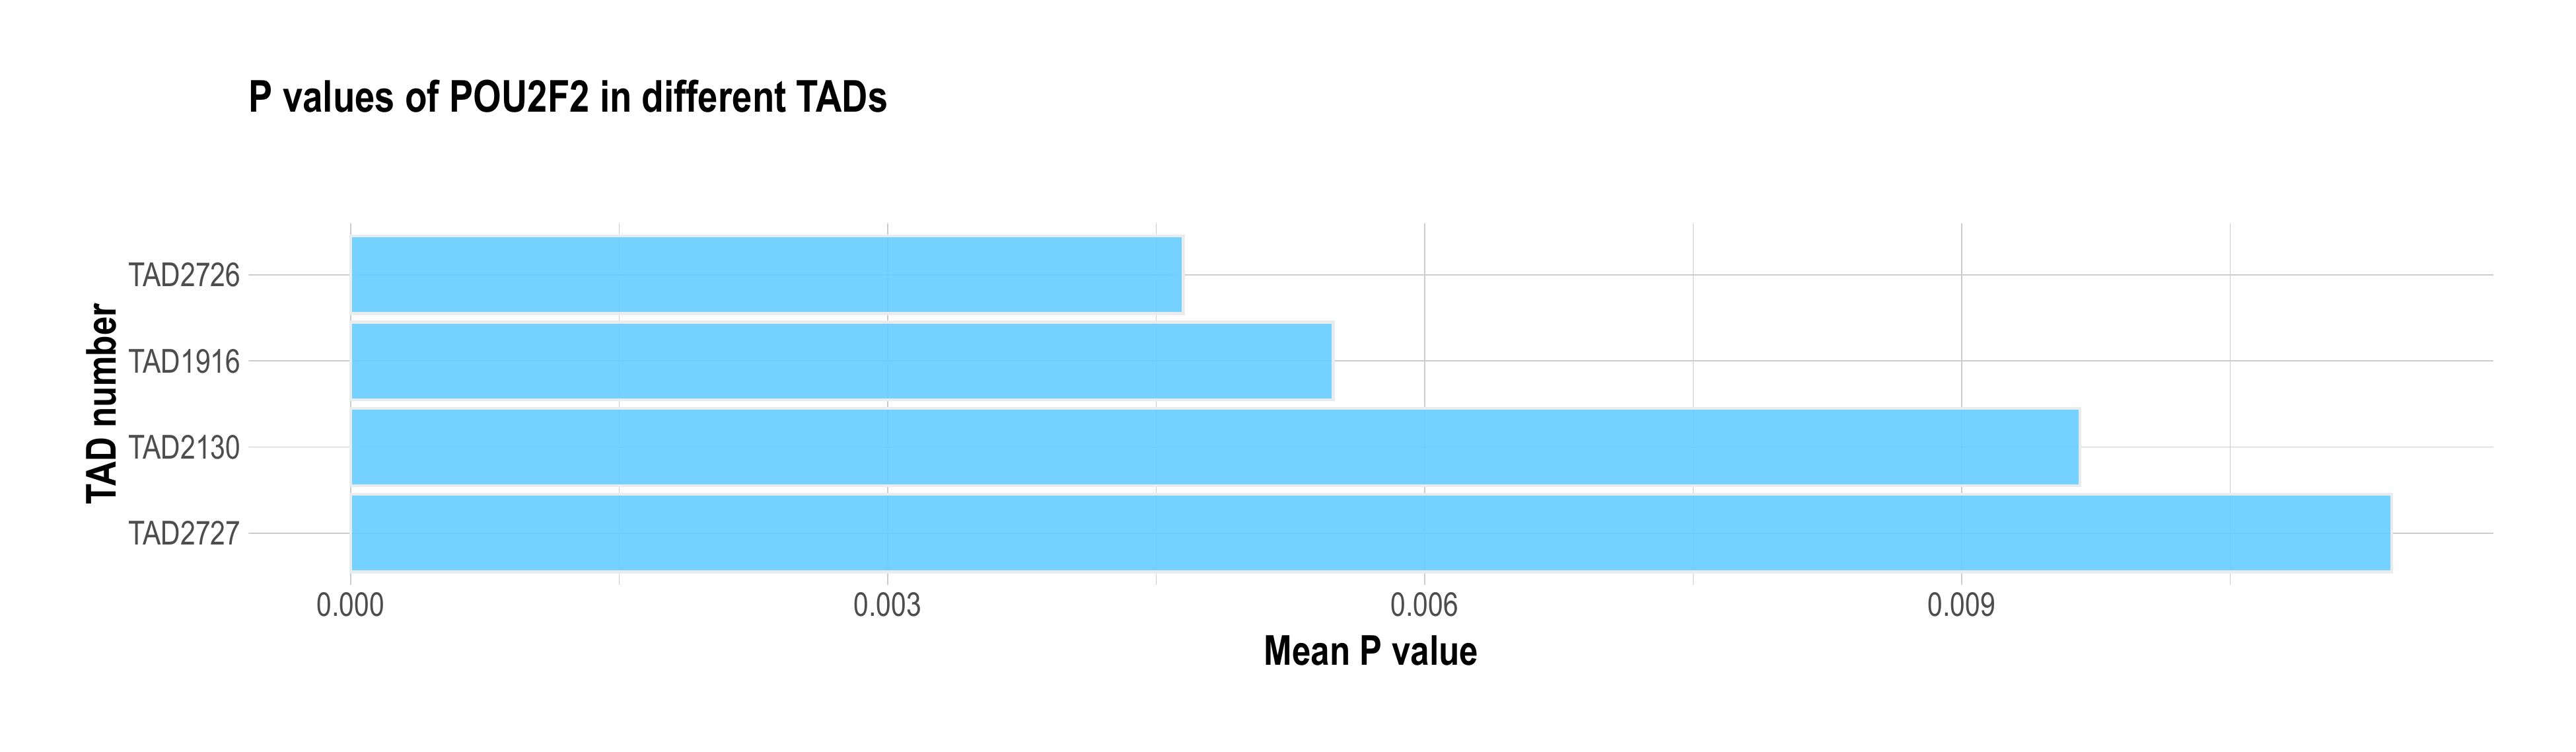 P values of POU2F2 in different TADs
TAD number
TAD2726
TAD1916
TAD2130
TAD2727
0.000 0.003 0.006 0.009
Mean P value